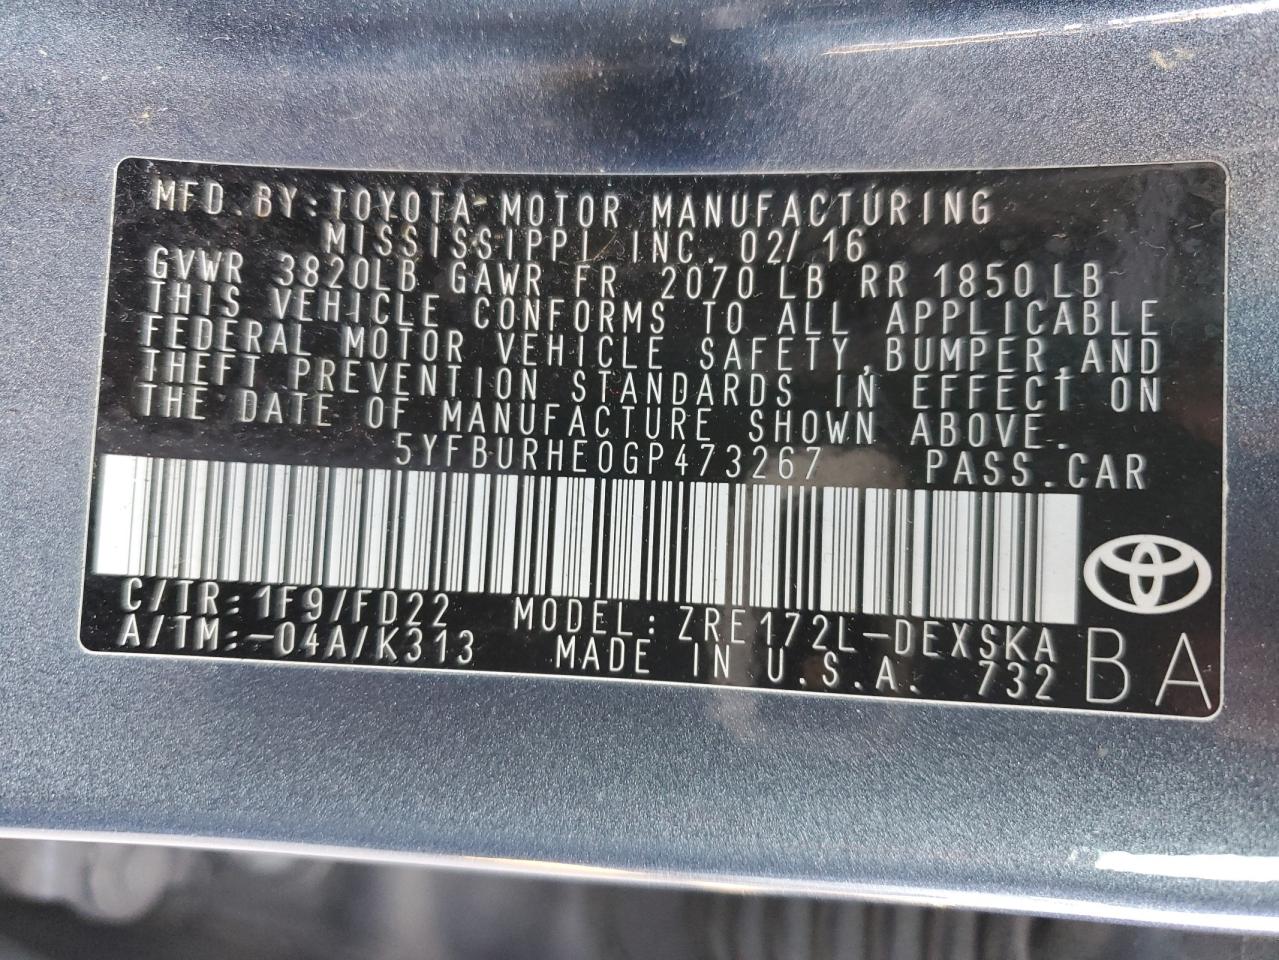 MFD. BY: TOYOTA MOTOR MANUFACTURING
MISSISSIPPI, INC. 02/16
GVWR 3820LB GAWR FR 2070LB RR 1850LB
THIS VEHICLE CONFORMS TO ALL APPLICABLE
FEDERAL MOTOR VEHICLE SAFETY, BUMPER, AND
THEFT PREVENTION STANDARDS IN EFFECT ON
THE DATE OF MANUFACTURE SHOWN ABOVE.
5YFBURHE0GP473267 PASS. CAR
C/TR: 1F9/FD22 MODEL: ZRE172L-DEXSKA
A/TM: -04A/K313 MADE IN U.S.A. 732
BA